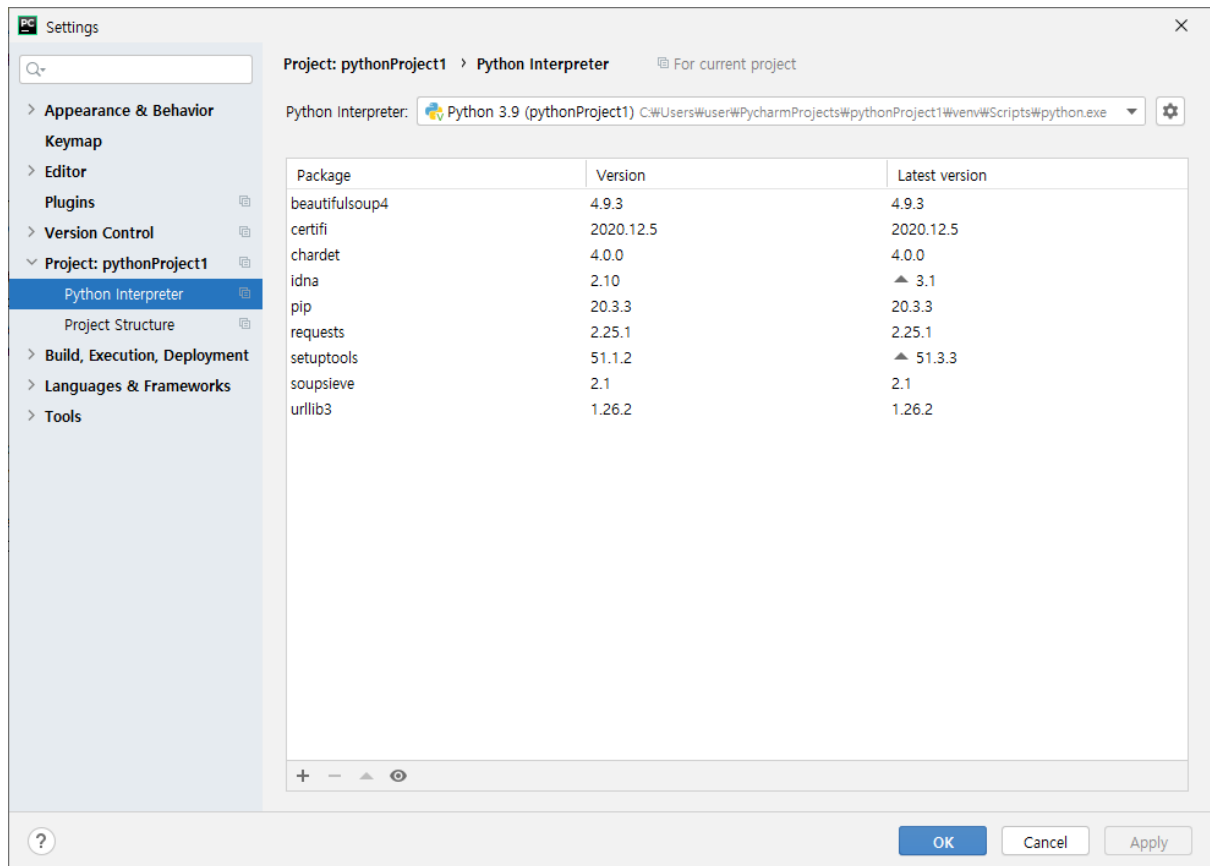 PC Settings
Project: pythonProject1 › Python Interpreter For current project
Python Interpreter: Python 3.9 (pythonProject1) C:₩Users₩user₩PycharmProjects₩pythonProject1₩venv₩Scripts₩python.exe
Appearance & Behavior
Keymap
Editor
Plugins
Version Control
Project: pythonProject1
Python Interpreter
Project Structure
Build, Execution, Deployment
Languages & Frameworks
Tools
Package Version Latest version
beautifulsoup4 4.9.3 4.9.3
certifi 2020.12.5 2020.12.5
chardet 4.0.0 4.0.0
idna 2.10 ▲ 3.1
pip 20.3.3 20.3.3
requests 2.25.1 2.25.1
setuptools 51.1.2 ▲ 51.3.3
soupsieve 2.1 2.1
urllib3 1.26.2 1.26.2
? OK Cancel Apply